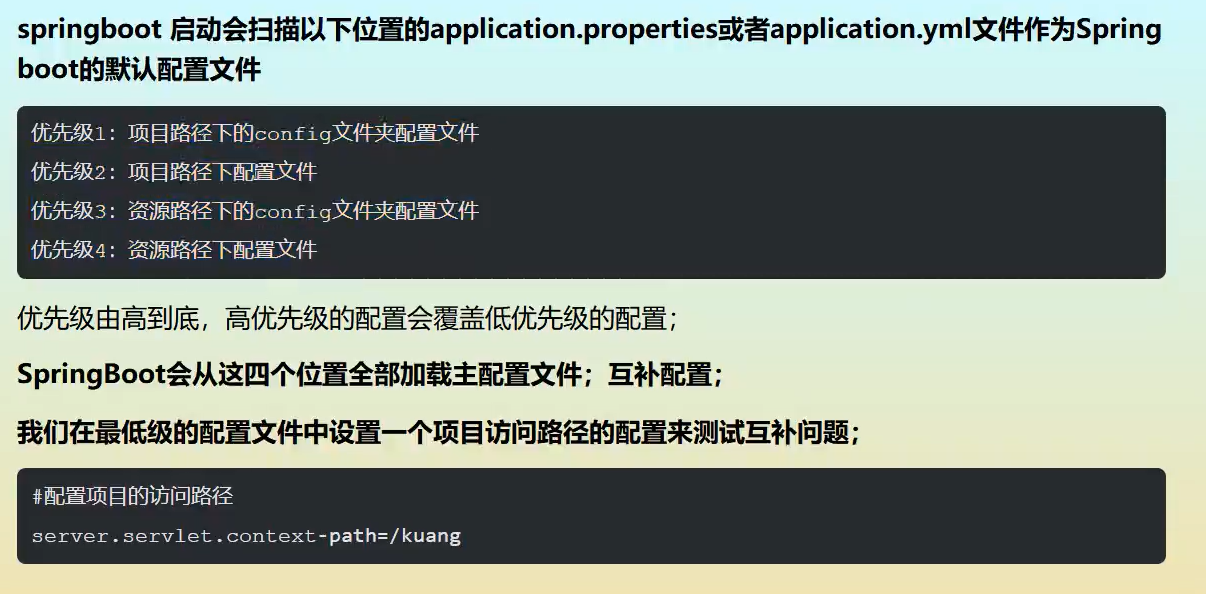 springboot 启动会扫描以下位置的application.properties或者application.yml文件作为Spring
boot的默认配置文件
优先级1：项目路径下的config文件夹配置文件
优先级2：项目路径下配置文件
优先级3：资源路径下的config文件夹配置文件
优先级4：资源路径下配置文件
优先级由高到底，高优先级的配置会覆盖低优先级的配置；
SpringBoot会从这四个位置全部加载主配置文件；互补配置；
我们在最低级的配置文件中设置一个项目访问路径的配置来测试互补问题；
#配置项目的访问路径
server.servlet.context-path=/kuang